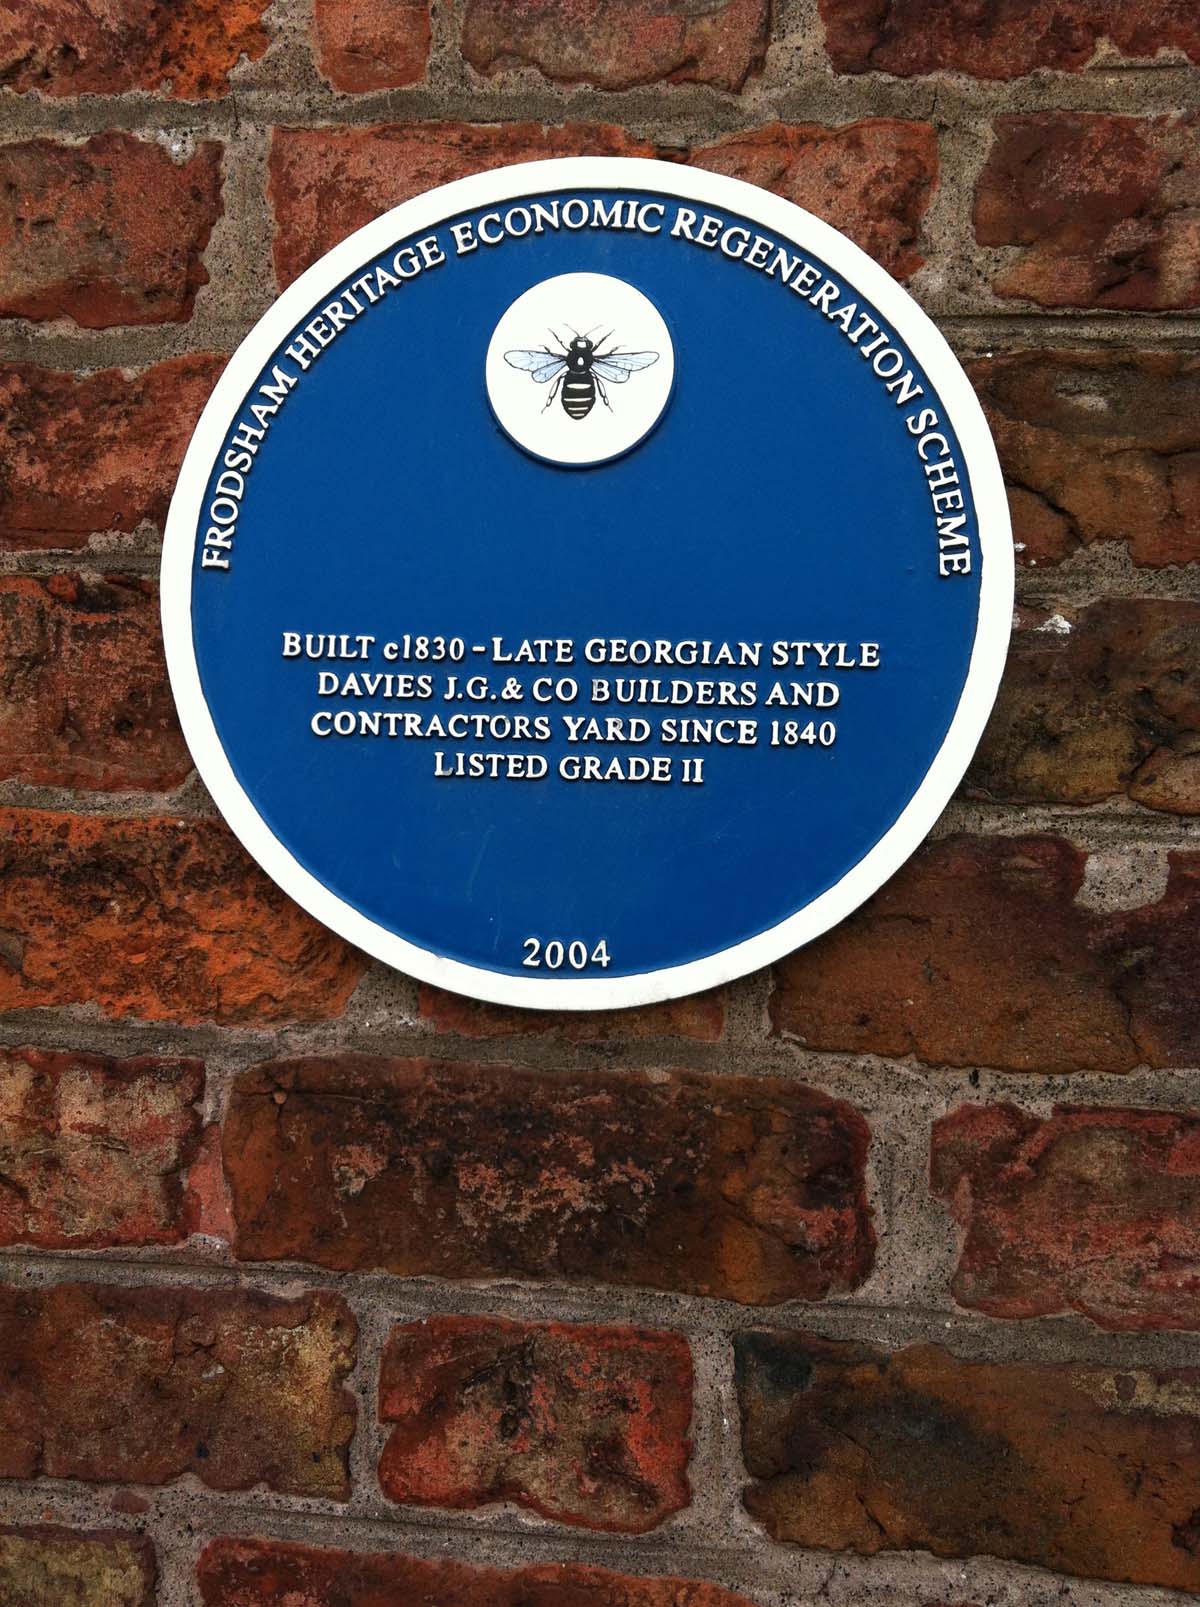 FRODSHAM HERITAGE ECONOMIC REGENERATION SCHEME
BUILT c1830 - LATE GEORGIAN STYLE
DAVIES J.G. & CO BUILDERS AND
CONTRACTORS YARD SINCE 1840
LISTED GRADE II
2004